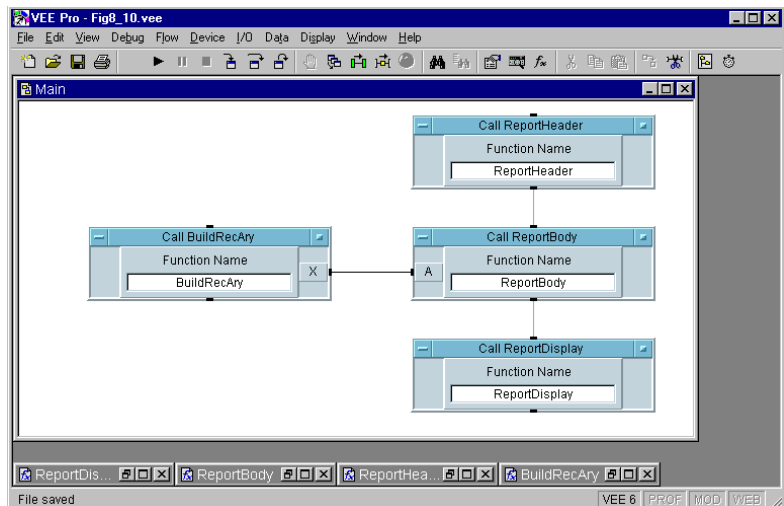 VEE Pro - Fig8_10.vee
File Edit View Debug Flow Device I/O Data Display Window Help
Main
Call ReportHeader
Function Name
ReportHeader
Call BuildRecAry
Function Name
BuildRecAry
X
Call ReportBody
Function Name
A
ReportBody
Call ReportDisplay
Function Name
ReportDisplay
ReportDis... ReportBody ReportHea... BuildRecAry
File saved VEE 6 PROF MOD WEB